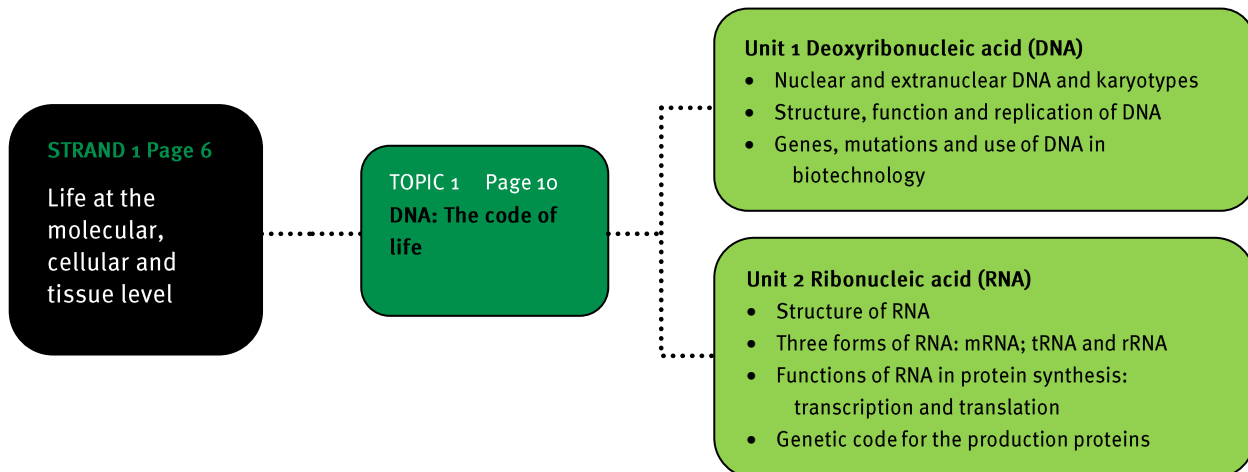 STRAND 1 Page 6
Life at the
molecular,
cellular and
tissue level
TOPIC 1 Page 10
DNA: The code of
life
Unit 1 Deoxyribonucleic acid (DNA)
• Nuclear and extranuclear DNA and karyotypes
• Structure, function and replication of DNA
• Genes, mutations and use of DNA in
biotechnology
Unit 2 Ribonucleic acid (RNA)
• Structure of RNA
• Three forms of RNA: mRNA; tRNA and rRNA
• Functions of RNA in protein synthesis:
transcription and translation
• Genetic code for the production proteins